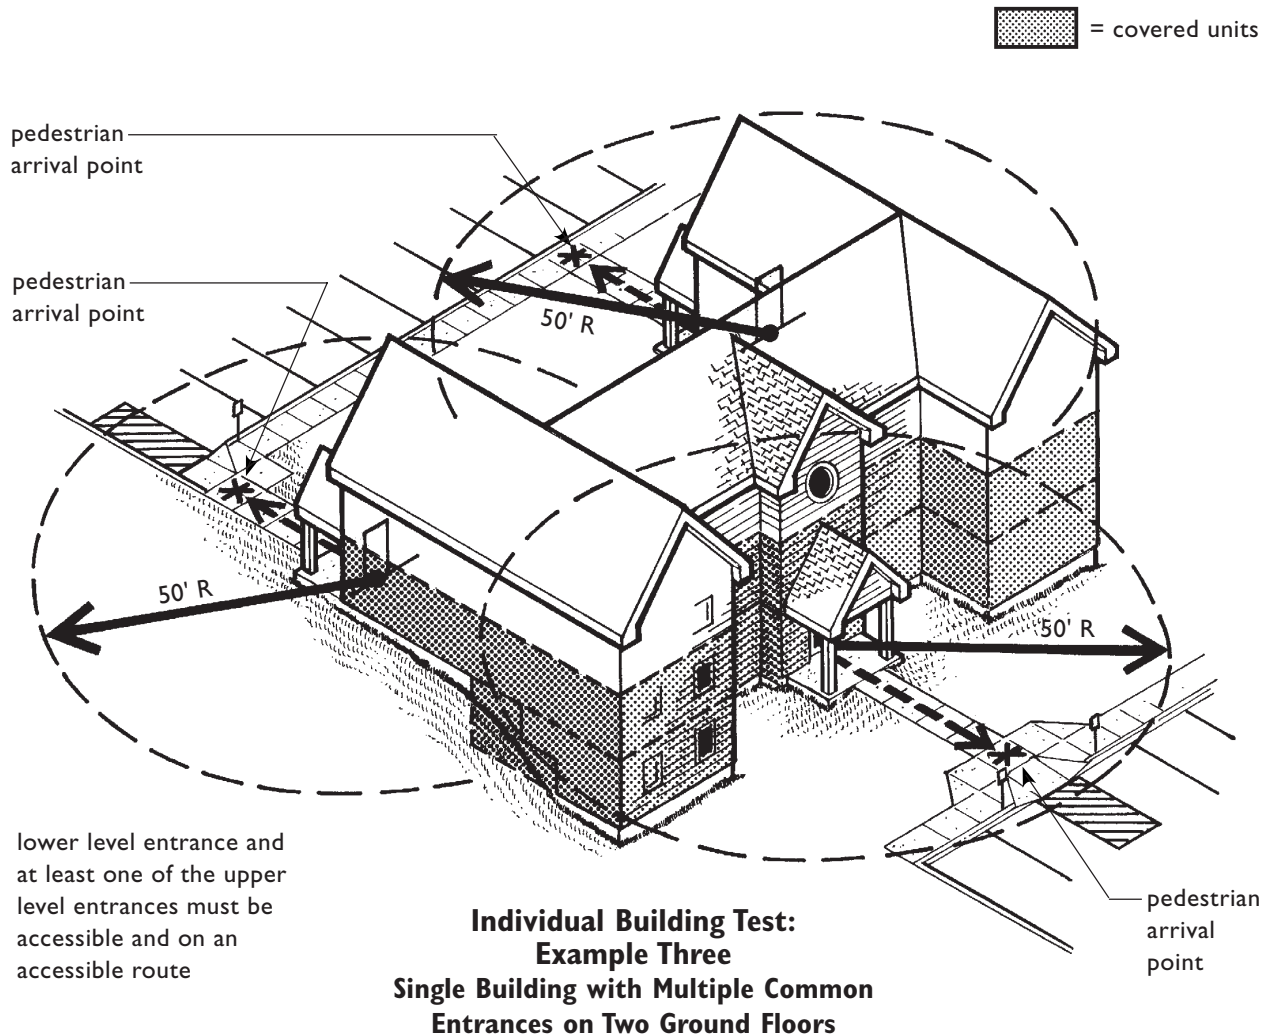 = covered units
pedestrian
arrival point
pedestrian
arrival point
50' R
50' R
50' R
lower level entrance and
at least one of the upper
level entrances must be
accessible and on an
accessible route
pedestrian
arrival
point
Individual Building Test:
Example Three
Single Building with Multiple Common
Entrances on Two Ground Floors